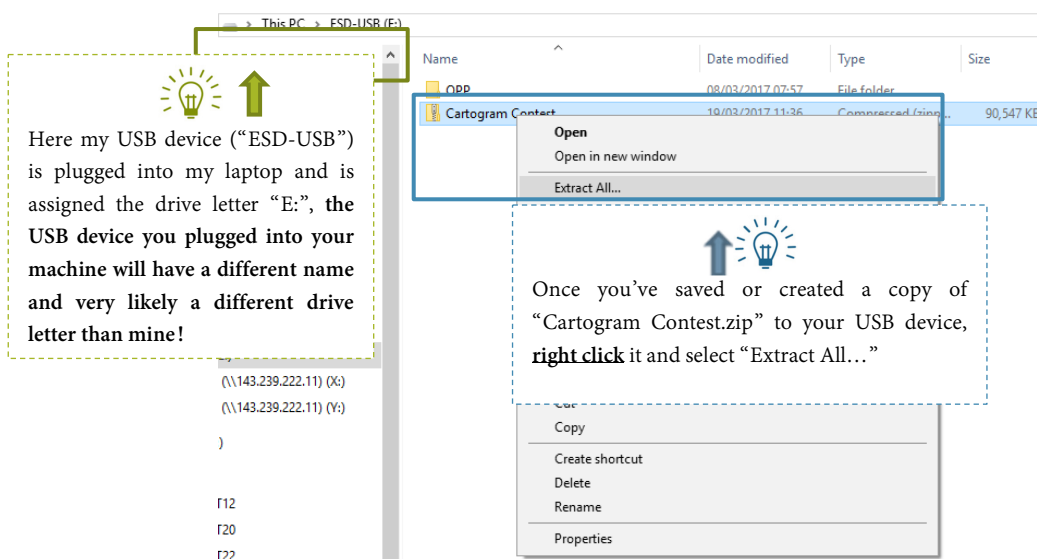 This PC > ESD-USB (E:)
Name Date modified Type Size
OPP 08/03/2017 07:57 File folder
Cartogram Contest 19/03/2017 11:36 Compressed (zipp... 90,547 KB
Open
Open in new window
Extract All...
Here my USB device (“ESD-USB”)
is plugged into my laptop and is
assigned the drive letter “E:”, the
USB device you plugged into your
machine will have a different name
and very likely a different drive
letter than mine!
Once you’ve saved or created a copy of
“Cartogram Contest.zip” to your USB device,
right click it and select “Extract All…”
(\\143.239.222.11) (X:)
(\\143.239.222.11) (Y:)
)
Cut
Copy
Create shortcut
Delete
Rename
Properties
T12
T20
T22